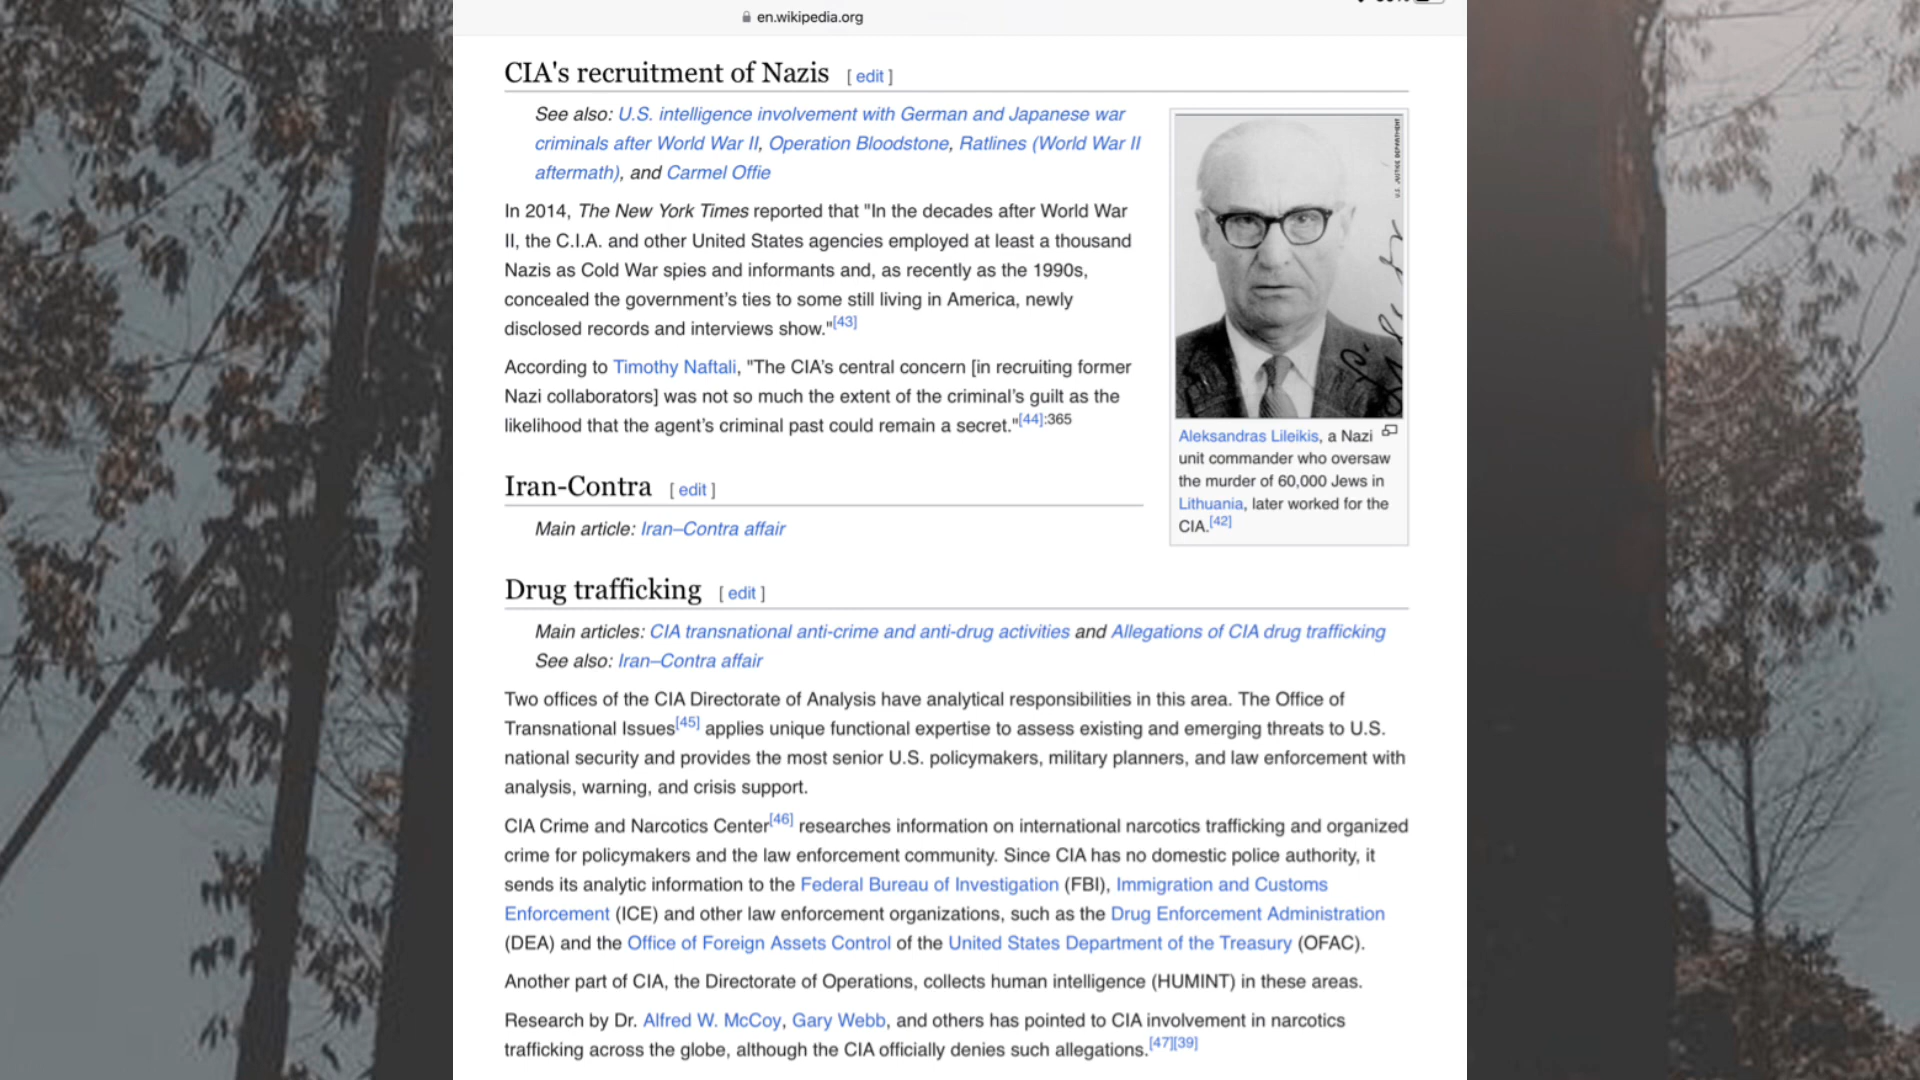 en.wikipedia.org
CIA's recruitment of Nazis [ edit ]
See also: U.S. intelligence involvement with German and Japanese war
criminals after World War II, Operation Bloodstone, Ratlines (World War II
aftermath), and Carmel Offie
In 2014, The New York Times reported that "In the decades after World War
II, the C.I.A. and other United States agencies employed at least a thousand
Nazis as Cold War spies and informants and, as recently as the 1990s,
concealed the government's ties to some still living in America, newly
disclosed records and interviews show."[43]
According to Timothy Naftali, "The CIA's central concern [in recruiting former
Nazi collaborators] was not so much the extent of the criminal's guilt as the
likelihood that the agent's criminal past could remain a secret."[44]:365
U.S. JUSTICE DEPARTMENT
Aleksandras Lileikis, a Nazi
unit commander who oversaw
the murder of 60,000 Jews in
Lithuania, later worked for the
CIA.[42]
Iran-Contra [ edit ]
Main article: Iran–Contra affair
Drug trafficking [ edit ]
Main articles: CIA transnational anti-crime and anti-drug activities and Allegations of CIA drug trafficking
See also: Iran–Contra affair
Two offices of the CIA Directorate of Analysis have analytical responsibilities in this area. The Office of
Transnational Issues[45] applies unique functional expertise to assess existing and emerging threats to U.S.
national security and provides the most senior U.S. policymakers, military planners, and law enforcement with
analysis, warning, and crisis support.
CIA Crime and Narcotics Center[46] researches information on international narcotics trafficking and organized
crime for policymakers and the law enforcement community. Since CIA has no domestic police authority, it
sends its analytic information to the Federal Bureau of Investigation (FBI), Immigration and Customs
Enforcement (ICE) and other law enforcement organizations, such as the Drug Enforcement Administration
(DEA) and the Office of Foreign Assets Control of the United States Department of the Treasury (OFAC).
Another part of CIA, the Directorate of Operations, collects human intelligence (HUMINT) in these areas.
Research by Dr. Alfred W. McCoy, Gary Webb, and others has pointed to CIA involvement in narcotics
trafficking across the globe, although the CIA officially denies such allegations.[47][39]